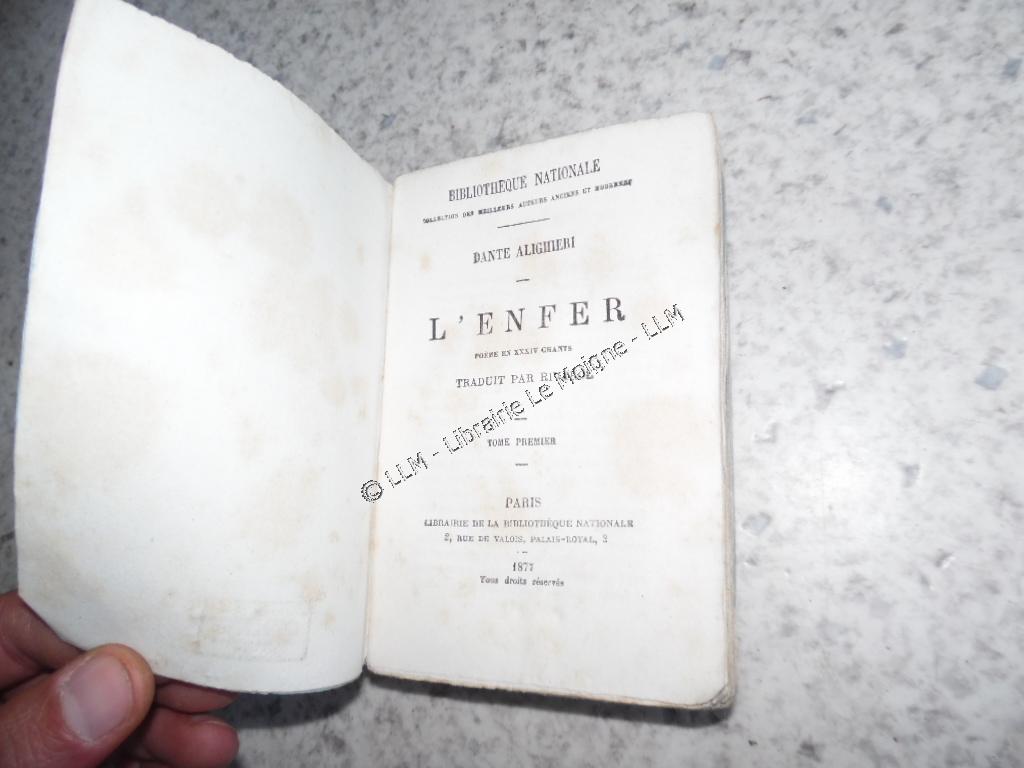 BIBLIOTHÈQUE NATIONALE
COLLECTION DES MEILLEURS AUTEURS ANCIENS ET MODERNES
DANTE ALIGHIERI
L'ENFER
POËME EN XXXIV CHANTS
TRADUIT PAR
TOME PREMIER
PARIS
LIBRAIRIE DE LA BIBLIOTHÈQUE NATIONALE
2, RUE DE VALOIS, PALAIS-ROYAL, 2
1877
Tous droits réservés
© LLM - Librairie Le Moigne - LLM